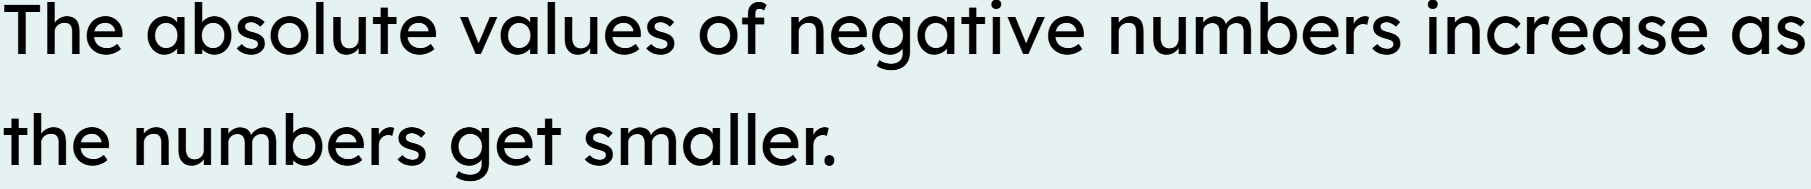 The absolute values of negative numbers increase as
the numbers get smaller.